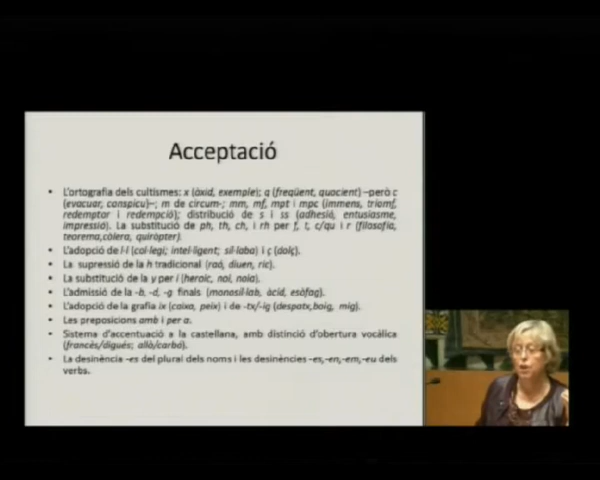 Acceptació
• L'ortografia dels cultismes: x (òxid, exemple); q (freqüent, quocient) –però c
(evacuar, conspicu)–; m de circum-; mm, mf, mpt i mpc (immens, triomf,
redemptor i redempció); distribució de s i ss (adhesió, entusiasme,
impressió). La substitució de ph, th, ch, i rh per f, t, c/qu i r (filosofia,
teorema,còlera, quiròpter).
• L'adopció de l·l (col·legi; intel·ligent; síl·laba) i ç (dolç).
• La supressió de la h tradicional (raó, diuen, ric).
• La substitució de la y per i (heroic, noi, noia).
• L'admissió de la -b, -d, -g finals (monosíl·lab, àcid, esòfag).
• L'adopció de la grafia ix (caixa, peix) i de -tx/-ig (despatx,boig, mig).
• Les preposicions amb i per a.
• Sistema d'accentuació a la castellana, amb distinció d'obertura vocàlica
(francès/digués; allò/carbó).
• La desinència -es del plural dels noms i les desinències -es,-en,-em,-eu dels
verbs.